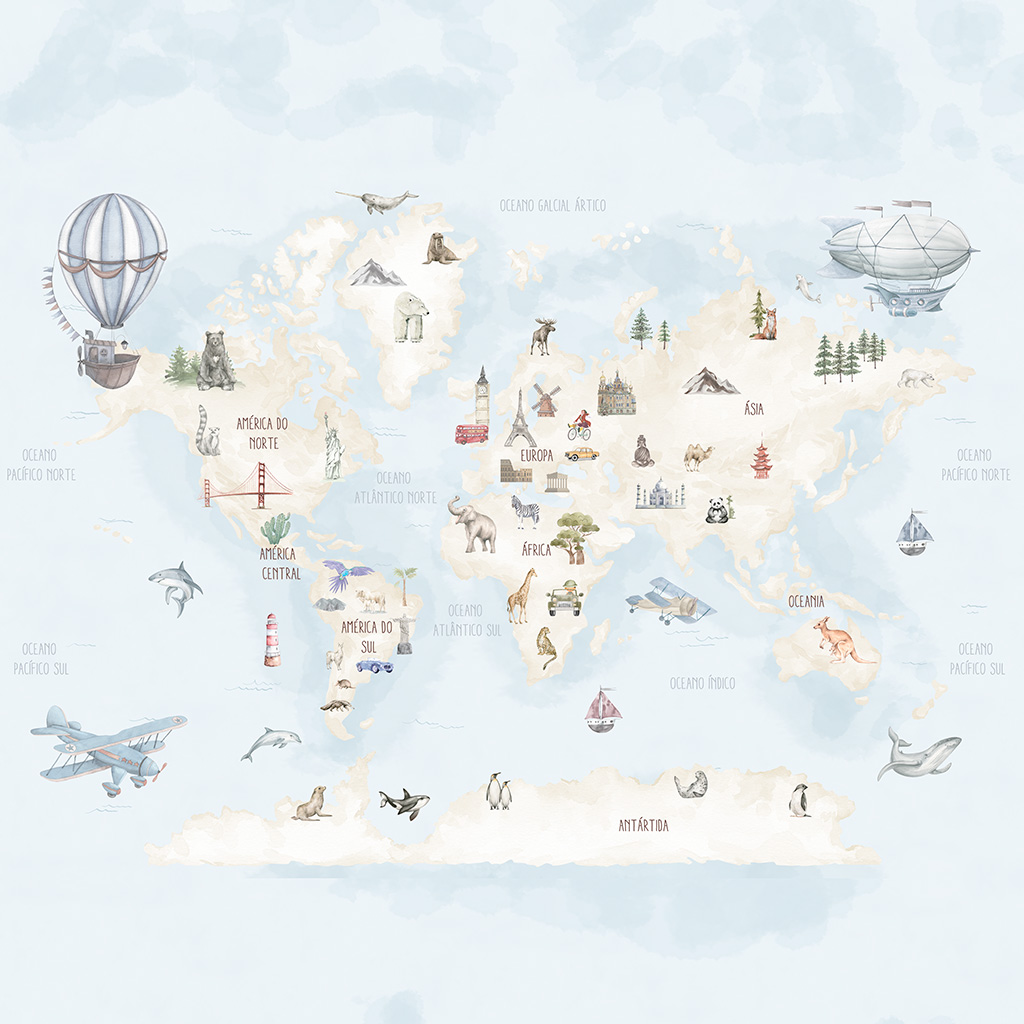 OCEANO GALCIAL ÁRTICO
AMÉRICA DO
NORTE
ÁSIA
EUROPA
OCEANO
PACÍFICO NORTE
OCEANO
ATLÂNTICO NORTE
OCEANO
PACÍFICO NORTE
AMÉRICA
CENTRAL
ÁFRICA
OCEANIA
OCEANO
ATLÂNTICO SUL
AMÉRICA DO
SUL
OCEANO
PACÍFICO SUL
OCEANO
PACÍFICO SUL
OCEANO ÍNDICO
ANTÁRTIDA